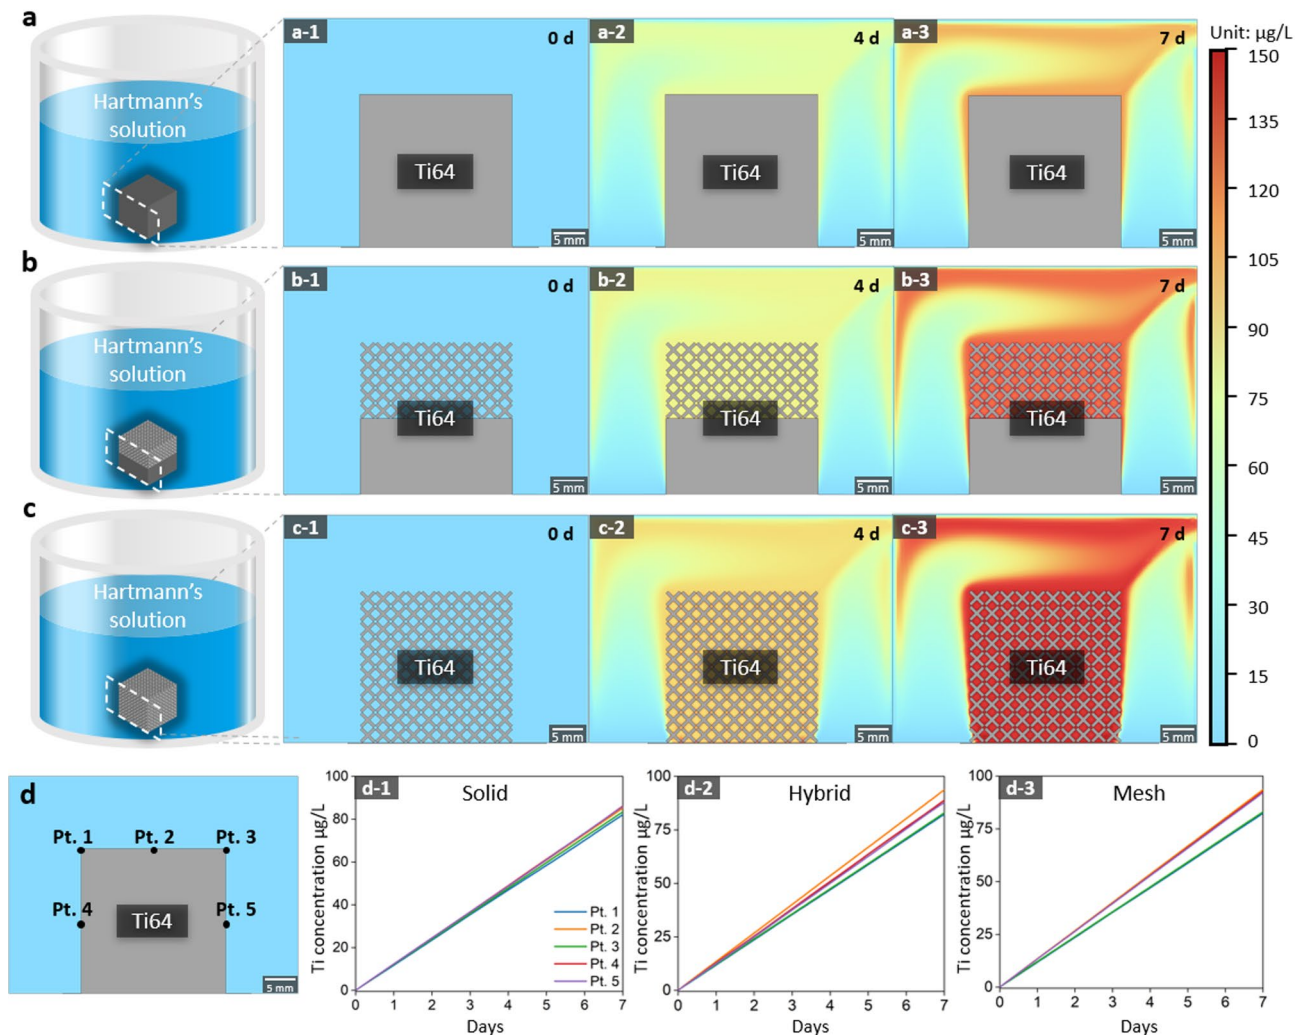 a
Hartmann's
solution
a-1
0 d
Ti64
5 mm
a-2
4 d
Ti64
5 mm
a-3
7 d
Ti64
5 mm
Unit: µg/L
150
135
120
105
90
75
60
45
30
15
0
b
Hartmann's
solution
b-1
0 d
Ti64
5 mm
b-2
4 d
Ti64
5 mm
b-3
7 d
Ti64
5 mm
c
Hartmann's
solution
c-1
0 d
Ti64
5 mm
c-2
4 d
Ti64
5 mm
c-3
7 d
Ti64
5 mm
d
Pt. 1
Pt. 2
Pt. 3
Pt. 4
Pt. 5
Ti64
5 mm
d-1
Solid
Ti concentration µg/L
100
80
60
40
20
0
Pt. 1
Pt. 2
Pt. 3
Pt. 4
Pt. 5
0 1 2 3 4 5 6 7
Days
d-2
Hybrid
Ti concentration µg/L
100
75
50
25
0
0 1 2 3 4 5 6 7
Days
d-3
Mesh
Ti concentration µg/L
100
75
50
25
0
0 1 2 3 4 5 6 7
Days